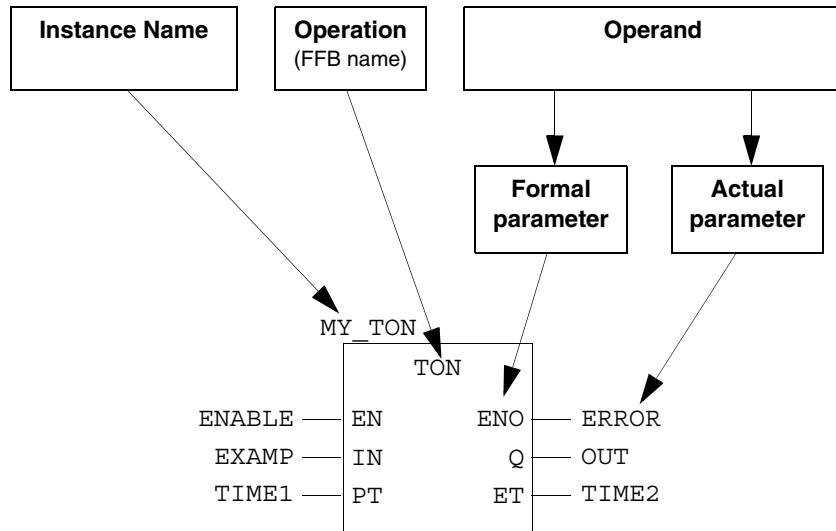 Instance Name
Operation
(FFB name)
Operand
Formal
parameter
Actual
parameter
MY_TON
TON
ENABLE EN ENO ERROR
EXAMP IN Q OUT
TIME1 PT ET TIME2